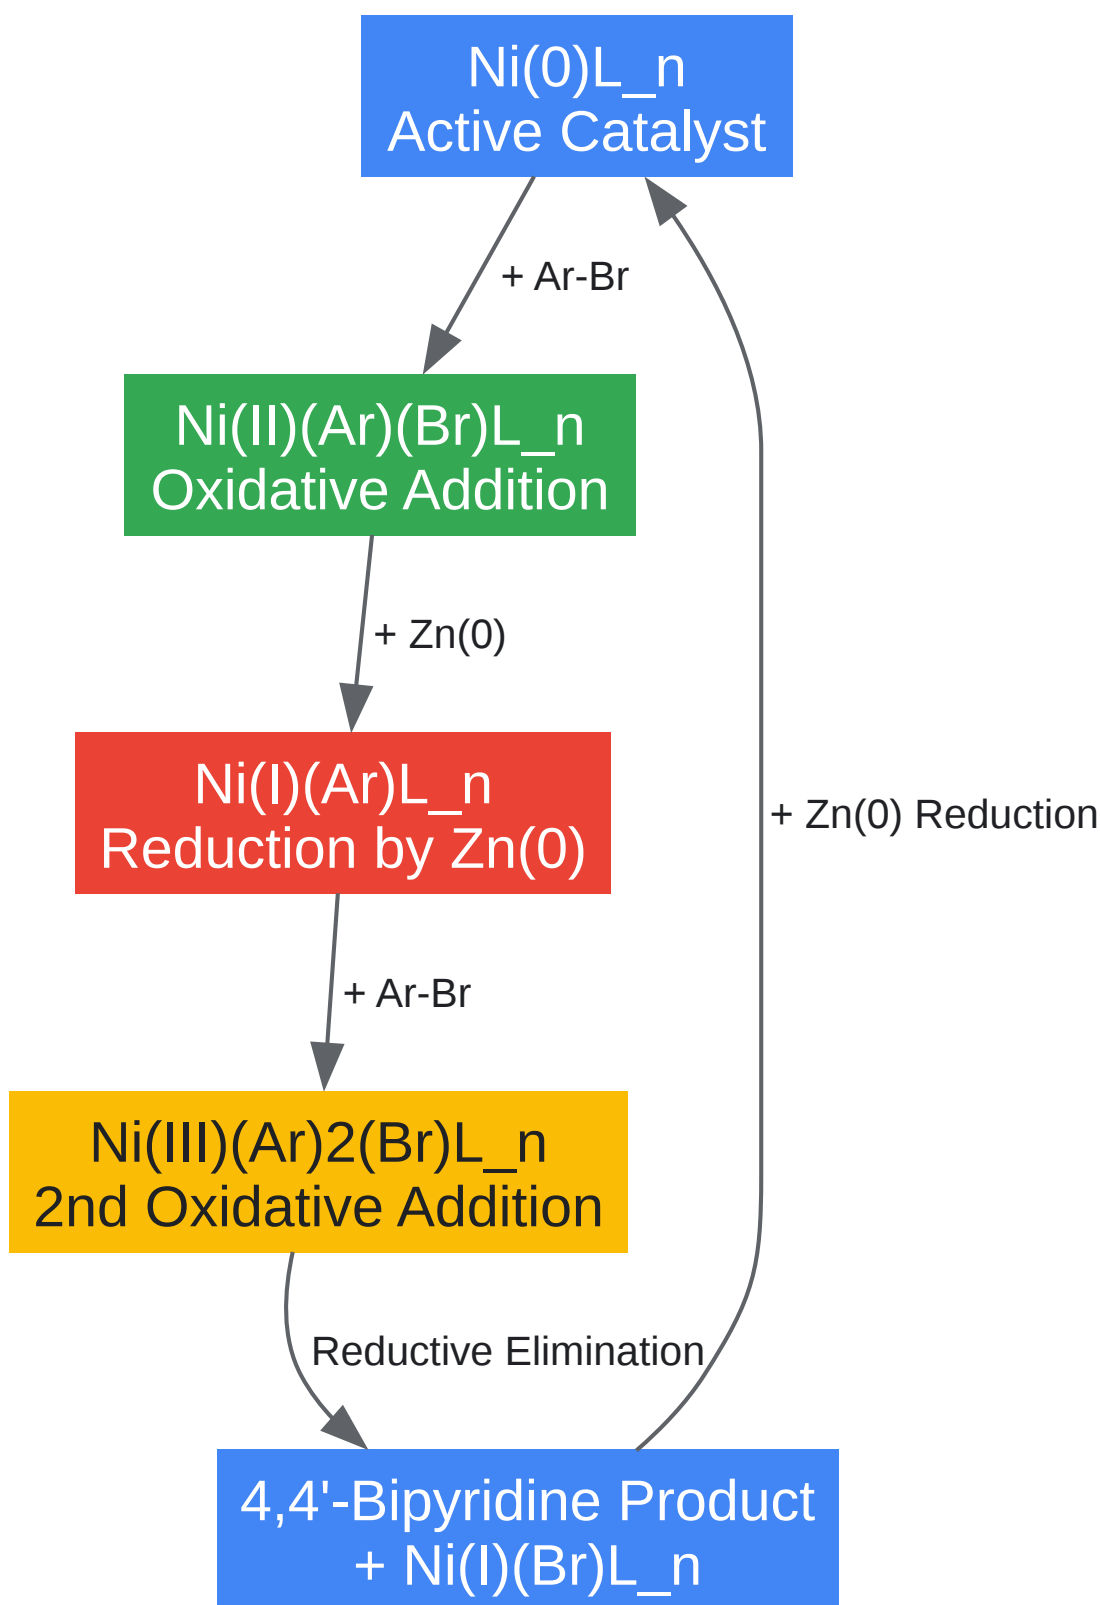 Ni(0)L_n
Active Catalyst
+ Ar-Br
Ni(II)(Ar)(Br)L_n
Oxidative Addition
+ Zn(0)
Ni(I)(Ar)L_n
Reduction by Zn(0)
+ Zn(0) Reduction
+ Ar-Br
Ni(III)(Ar)2(Br)L_n
2nd Oxidative Addition
Reductive Elimination
4,4'-Bipyridine Product
+ Ni(I)(Br)L_n